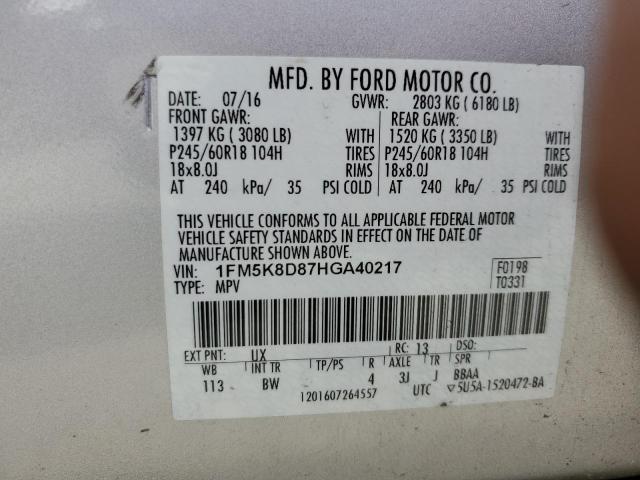 MFD. BY FORD MOTOR CO.
DATE: 07/16 GVWR: 2803 KG ( 6180 LB)
FRONT GAWR: REAR GAWR:
1397 KG ( 3080 LB) WITH 1520 KG ( 3350 LB) WITH
P245/60R18 104H TIRES P245/60R18 104H TIRES
18x8.0J RIMS 18x8.0J RIMS
AT 240 kPa/ 35 PSI COLD AT 240 kPa/ 35 PSI COLD
THIS VEHICLE CONFORMS TO ALL APPLICABLE FEDERAL MOTOR
VEHICLE SAFETY STANDARDS IN EFFECT ON THE DATE OF
MANUFACTURE SHOWN ABOVE.
VIN: 1FM5K8D87HGA40217 F0198
TYPE: MPV T0331
EXT PNT: UX RC: 13 DSO:
WB INT TR TP/PS R AXLE TR SPR
113 BW 4 3J J BBAA
1201607264557 UTC ▽5U5A-1520472-BA